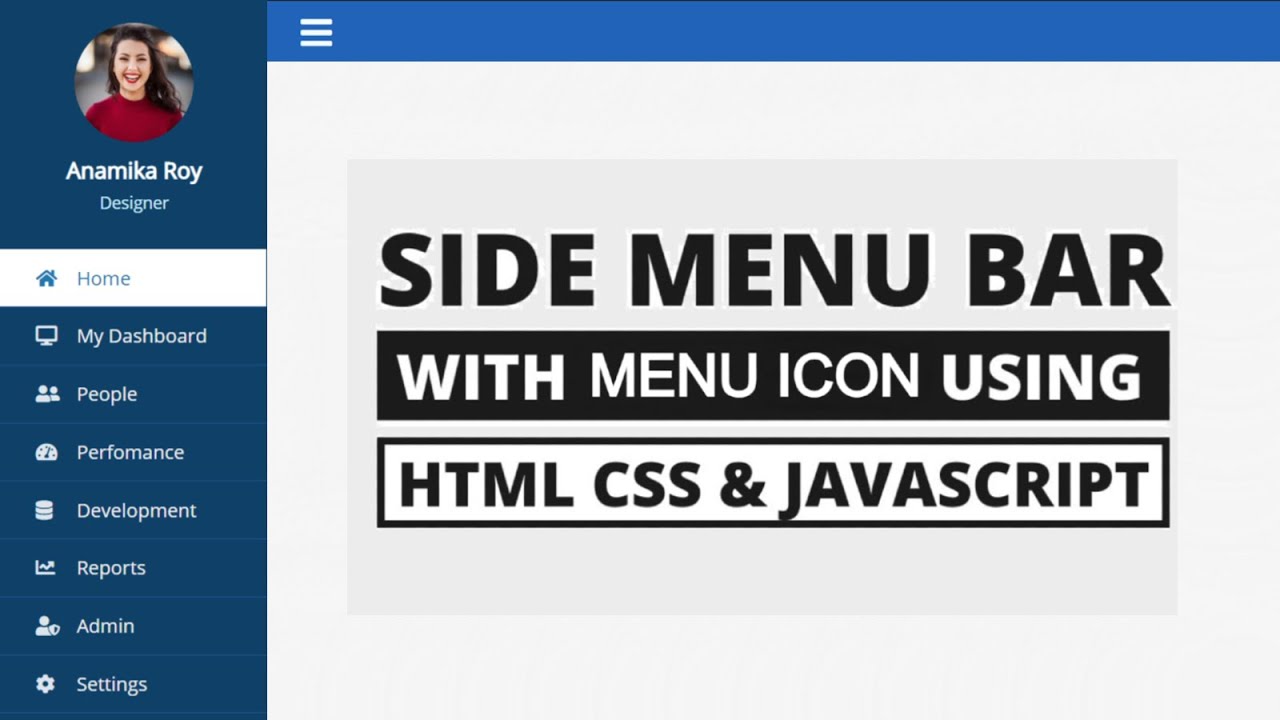 Anamika Roy
Designer
Home
My Dashboard
People
Perfomance
Development
Reports
Admin
Settings
SIDE MENU BAR
WITH MENU ICON USING
HTML CSS & JAVASCRIPT